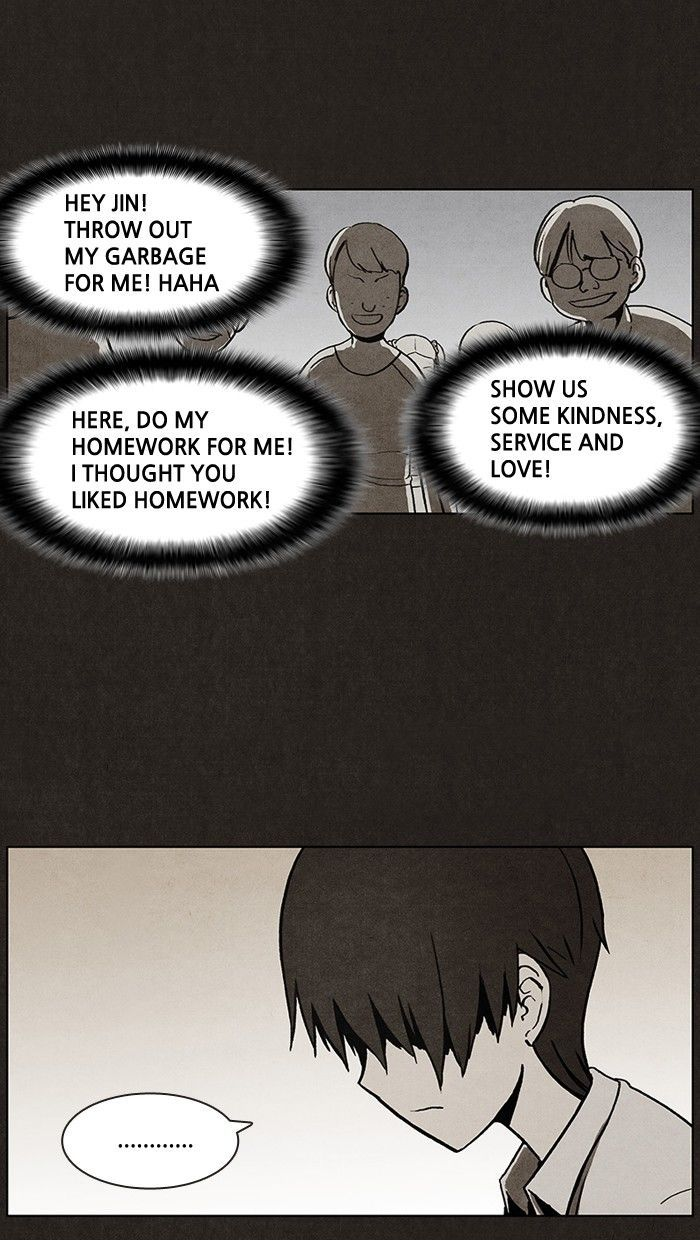 HEY JIN!
THROW OUT
MY GARBAGE
FOR ME! HAHA
HERE, DO MY
HOMEWORK FOR ME!
I THOUGHT YOU
LIKED HOMEWORK!
SHOW US
SOME KINDNESS,
SERVICE AND
LOVE!
............